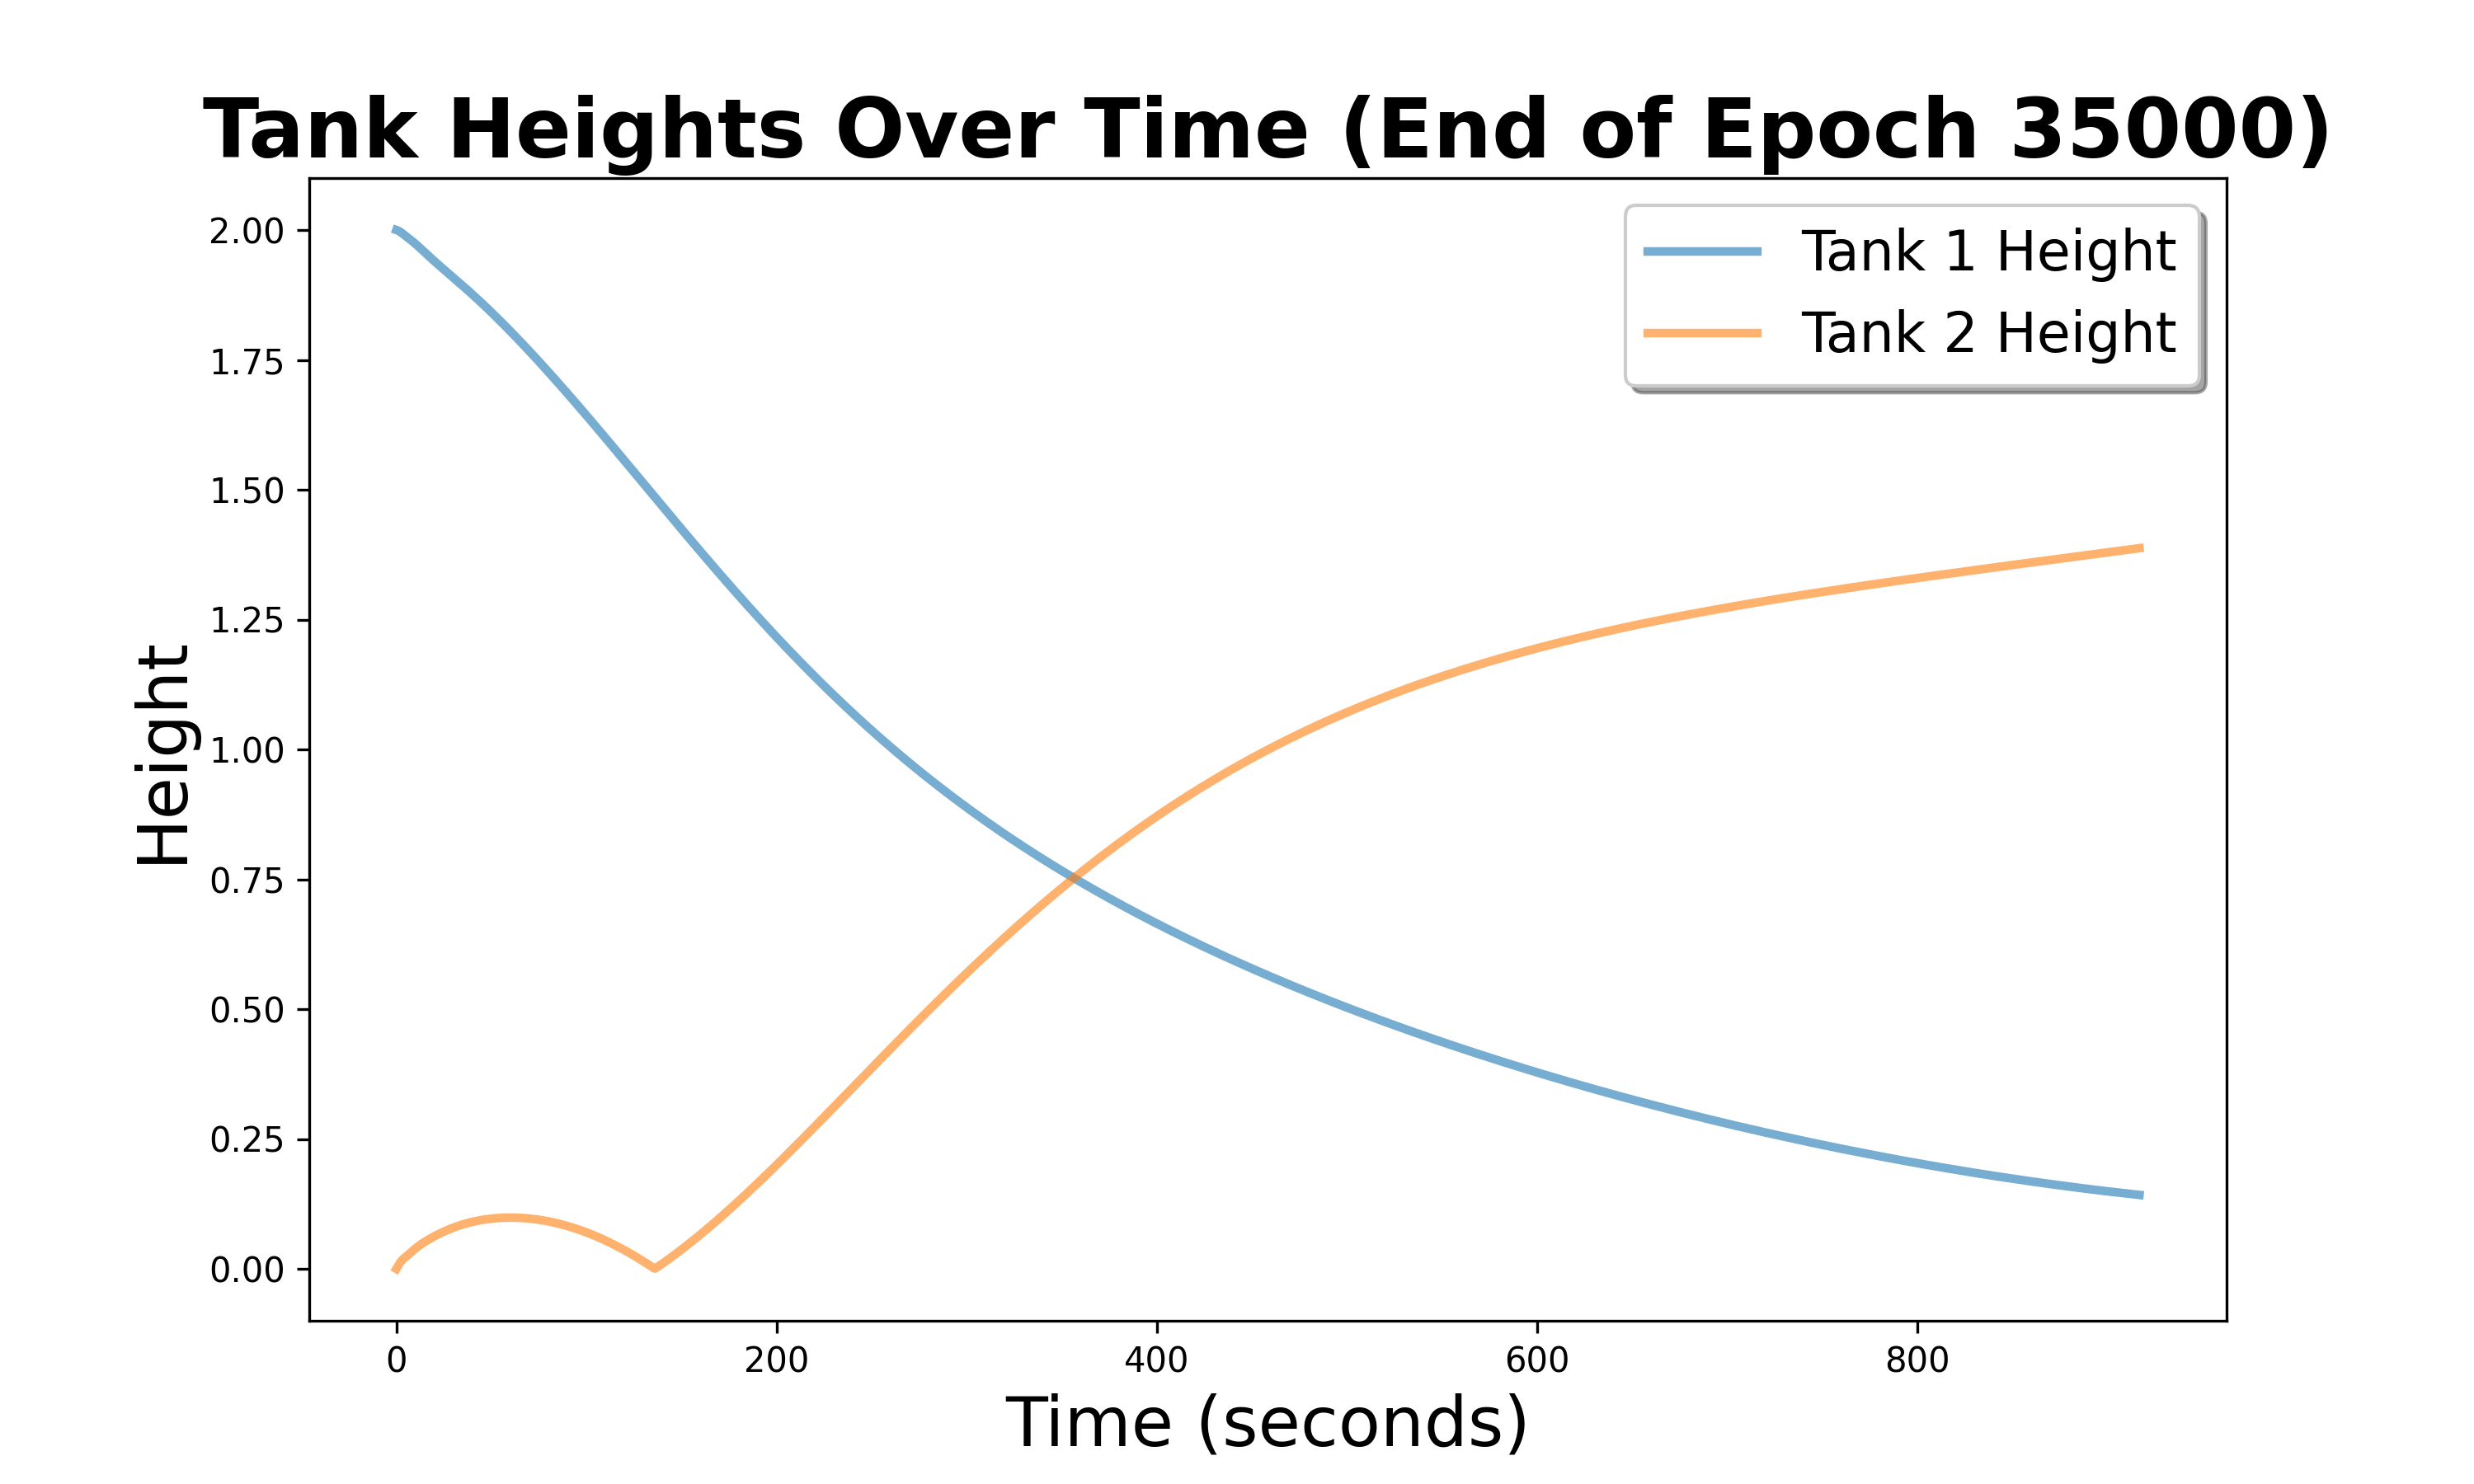 Tank Heights Over Time (End of Epoch 35000)
Tank 1 Height
Tank 2 Height
Height
2.00
1.75
1.50
1.25
1.00
0.75
0.50
0.25
0.00
0 200 400 600 800
Time (seconds)